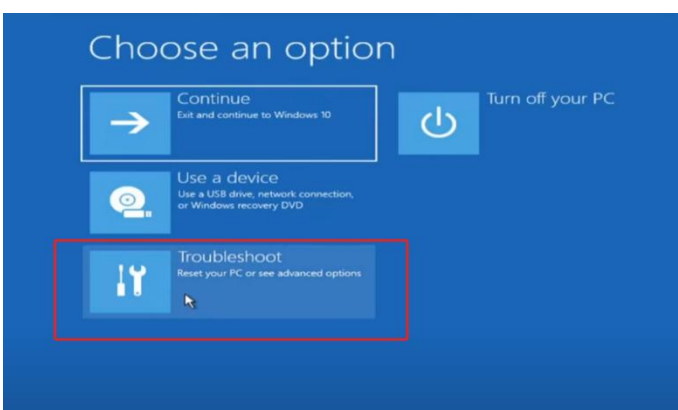 Choose an option
Continue
Exit and continue to Windows 10
Turn off your PC
Use a device
Use a USB drive, network connection,
or Windows recovery DVD
Troubleshoot
Reset your PC or see advanced options